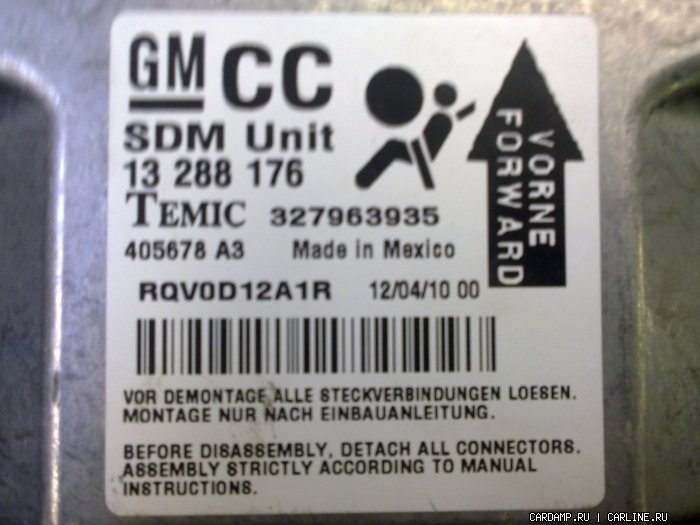 GM CC
SDM Unit
13 288 176
TEMIC 327963935
405678 A3 Made in Mexico
RQV0D12A1R 12/04/10 00
VORNE
FORWARD
VOR DEMONTAGE ALLE STECKVERBINDUNGEN LOESEN.
MONTAGE NUR NACH EINBAUANLEITUNG.
BEFORE DISASSEMBLY, DETACH ALL CONNECTORS.
ASSEMBLY STRICTLY ACCORDING TO MANUAL
INSTRUCTIONS.
CARDAMP.RU | CARLINE.RU